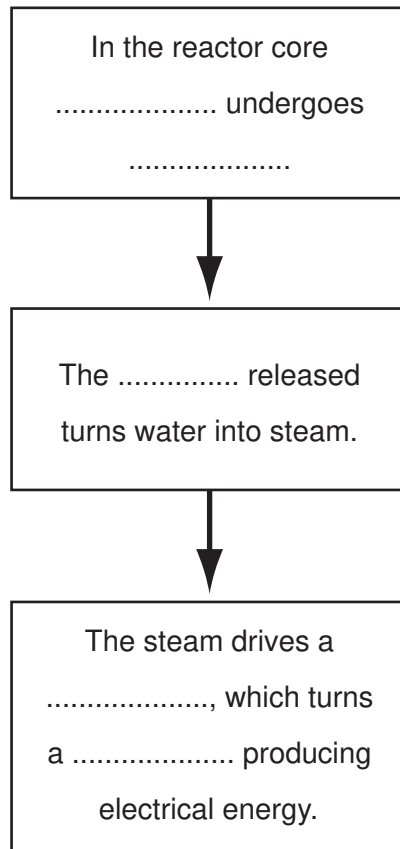 In the reactor core
.................... undergoes
....................
The ............... released
turns water into steam.
The steam drives a
...................., which turns
a .................... producing
electrical energy.